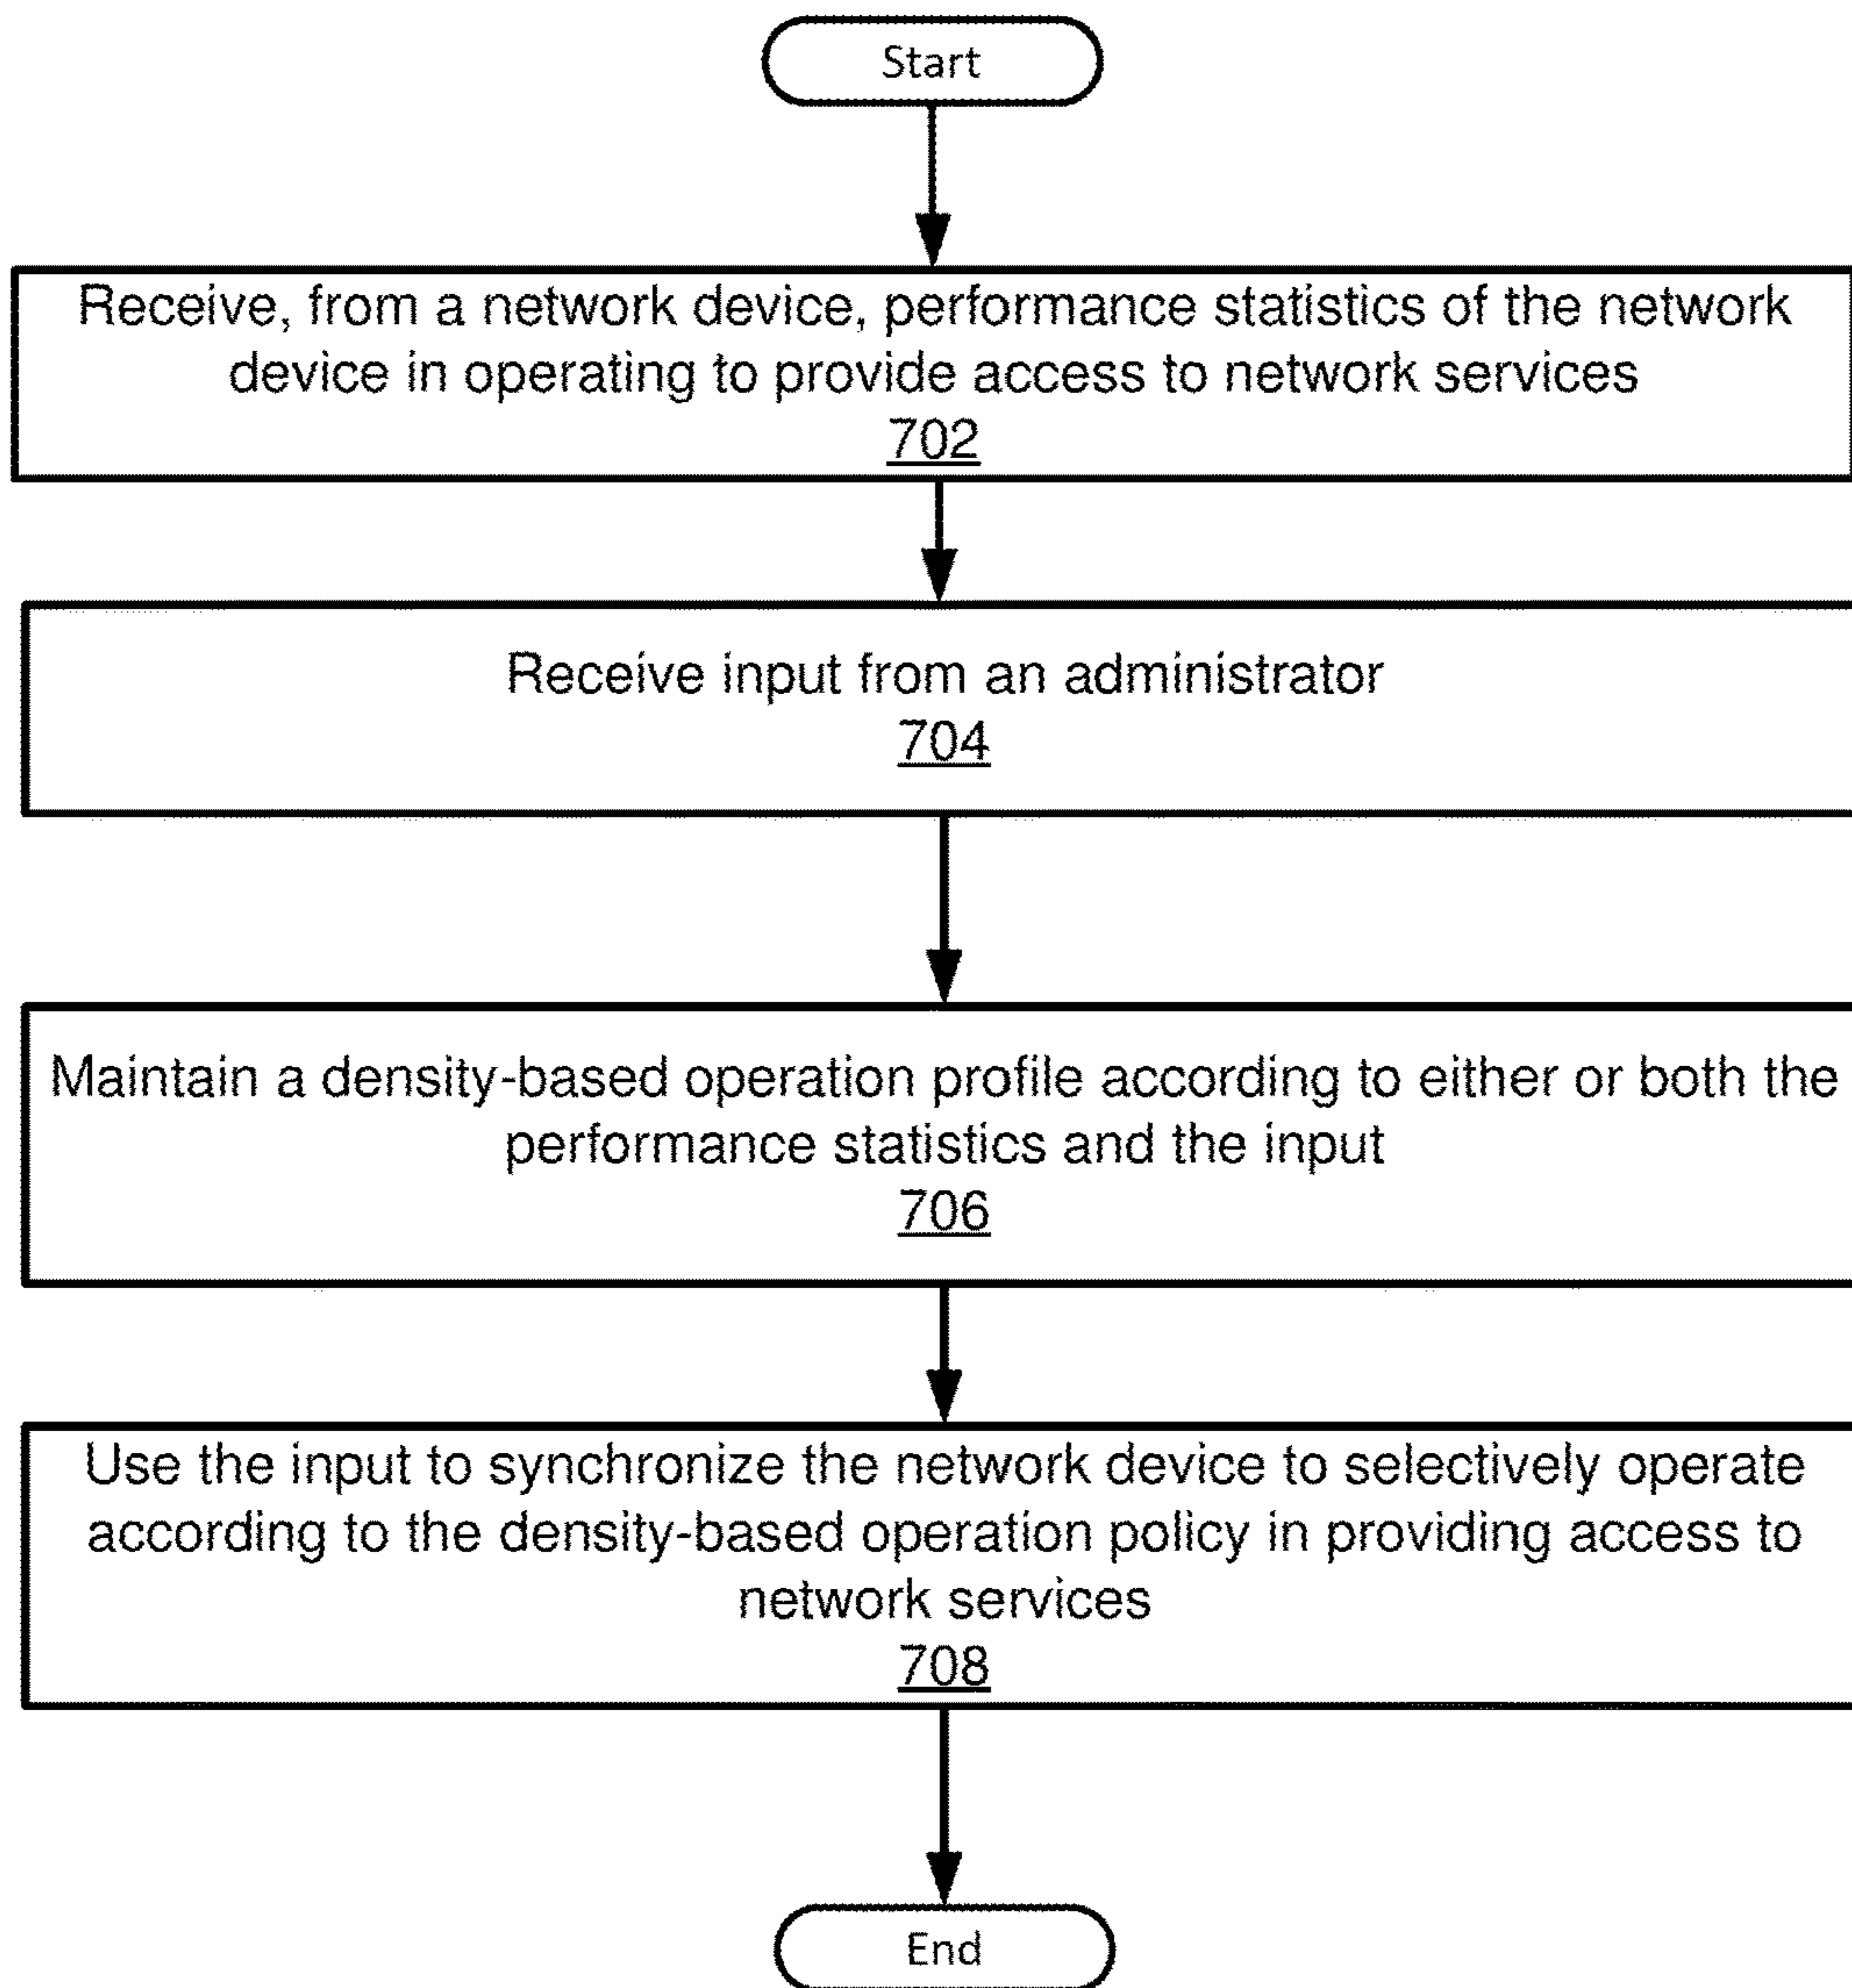 Start
Receive, from a network device, performance statistics of the network
device in operating to provide access to network services
702
Receive input from an administrator
704
Maintain a density-based operation profile according to either or both the
performance statistics and the input
706
Use the input to synchronize the network device to selectively operate
according to the density-based operation policy in providing access to
network services
708
End